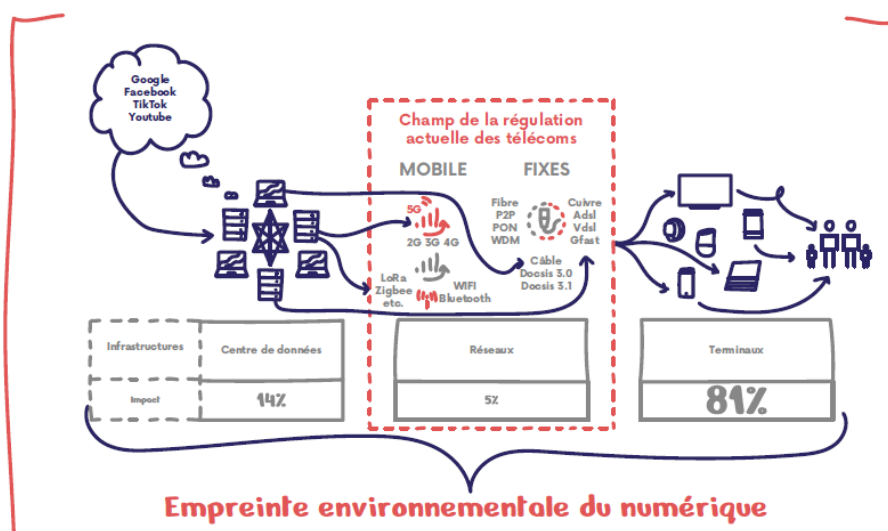 Google
Facebook
TikTok
Youtube
Champ de la régulation
actuelle des télécoms
MOBILE
FIXES
5G
2G 3G 4G
LoRa
Zigbee
etc.
WIFI
Bluetooth
Fibre
P2P
PON
WDM
Cuivre
Adsl
Vdsl
Gfast
Câble
Docsis 3.0
Docsis 3.1
Infrastructures
Centre de données
Réseaux
Terminaux
Impact
14%
5%
81%
Empreinte environnementale du numérique